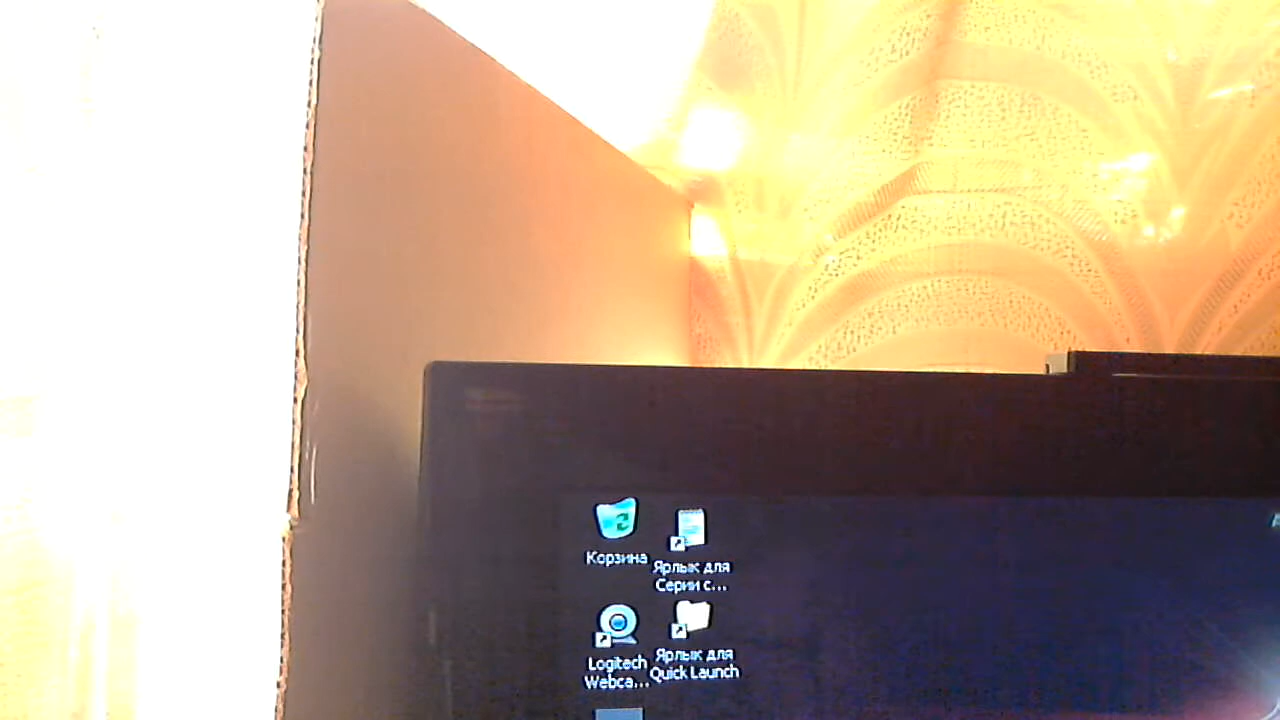 Корзина
Ярлык для
Серии с...
Logitech
Webca...
Ярлык для
Quick Launch